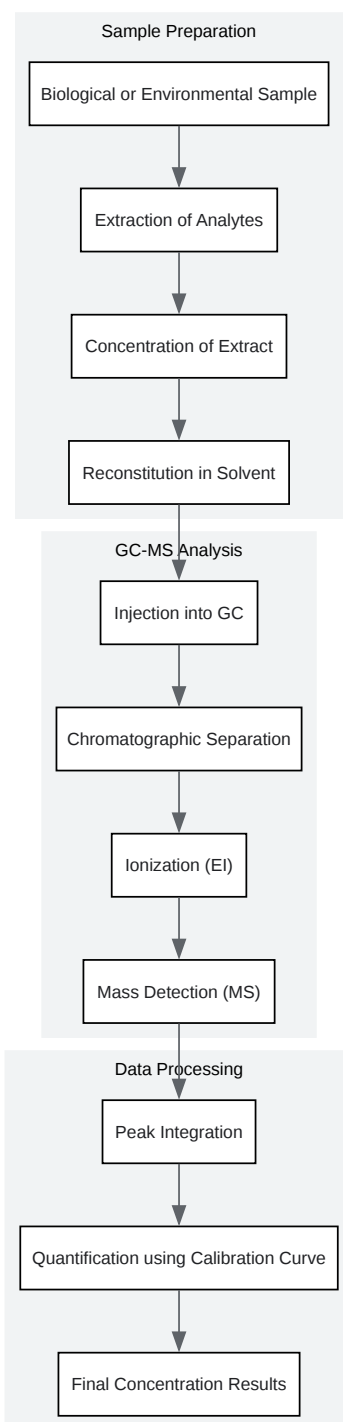 Sample Preparation
Biological or Environmental Sample
Extraction of Analytes
Concentration of Extract
Reconstitution in Solvent
GC-MS Analysis
Injection into GC
Chromatographic Separation
Ionization (EI)
Mass Detection (MS)
Data Processing
Peak Integration
Quantification using Calibration Curve
Final Concentration Results